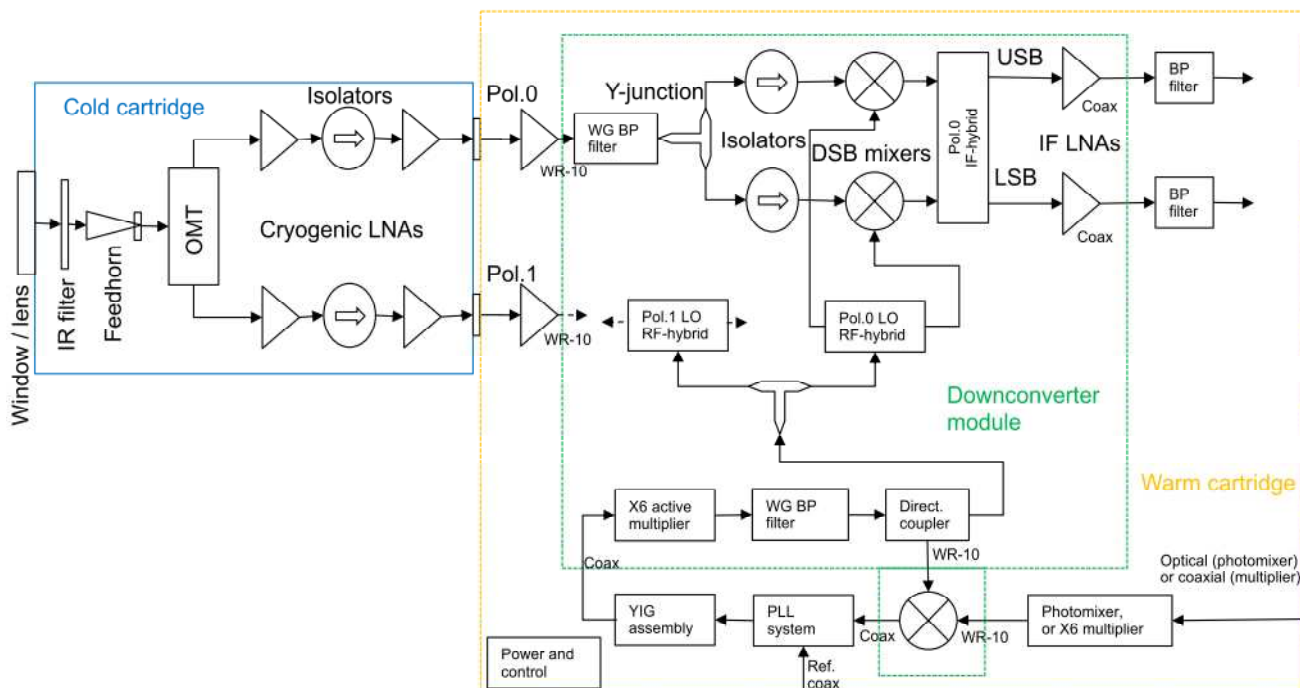 Cold cartridge
Isolators
Pol.0
Y-junction
WG BP
filter
WR-10
Isolators
DSB mixers
Pol.0
IF-hybrid
USB
LSB
Coax
IF LNAs
Coax
BP
filter
BP
filter
Window / lens
IR filter
Feedhorn
OMT
Cryogenic LNAs
Pol.1
WR-10
Pol.1 LO
RF-hybrid
Pol.0 LO
RF-hybrid
Downconverter
module
Warm cartridge
X6 active
multiplier
WG BP
filter
Direct.
coupler
WR-10
Coax
Optical (photomixer)
or coaxial (multiplier)
YIG
assembly
PLL
system
Coax
WR-10
Photomixer,
or X6 multiplier
Power and
control
Ref.
coax